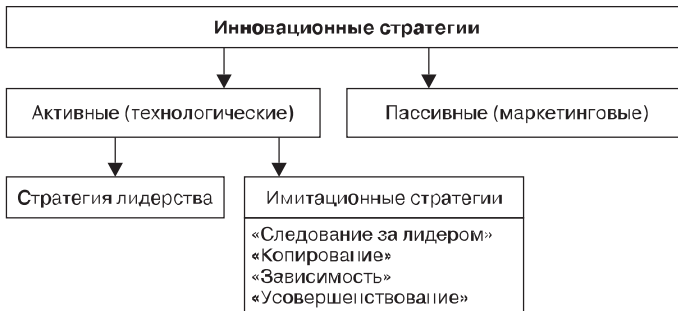 Инновационные стратегии
Активные (технологические)
Пассивные (маркетинговые)
Стратегия лидерства
Имитационные стратегии
«Следование за лидером»
«Копирование»
«Зависимость»
«Усовершенствование»